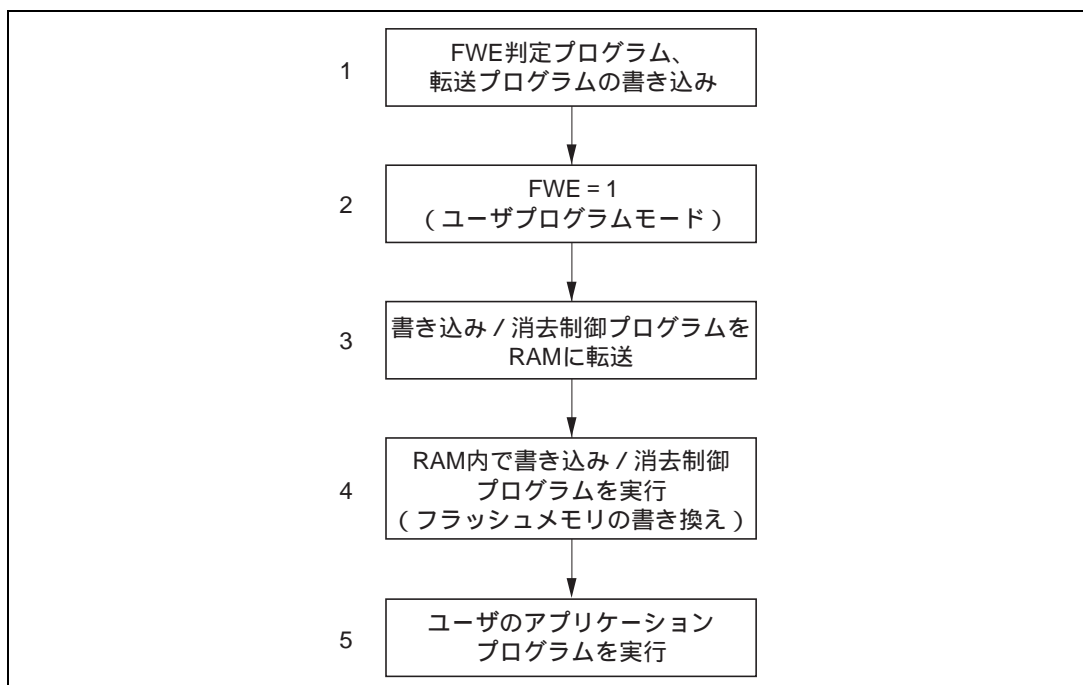 1
FWE判定プログラム、
転送プログラムの書き込み
2
FWE = 1
( ユーザプログラムモード )
3
書き込み / 消去制御プログラムを
RAMに転送
4
RAM内で書き込み / 消去制御
プログラムを実行
( フラッシュメモリの書き換え )
5
ユーザのアプリケーション
プログラムを実行